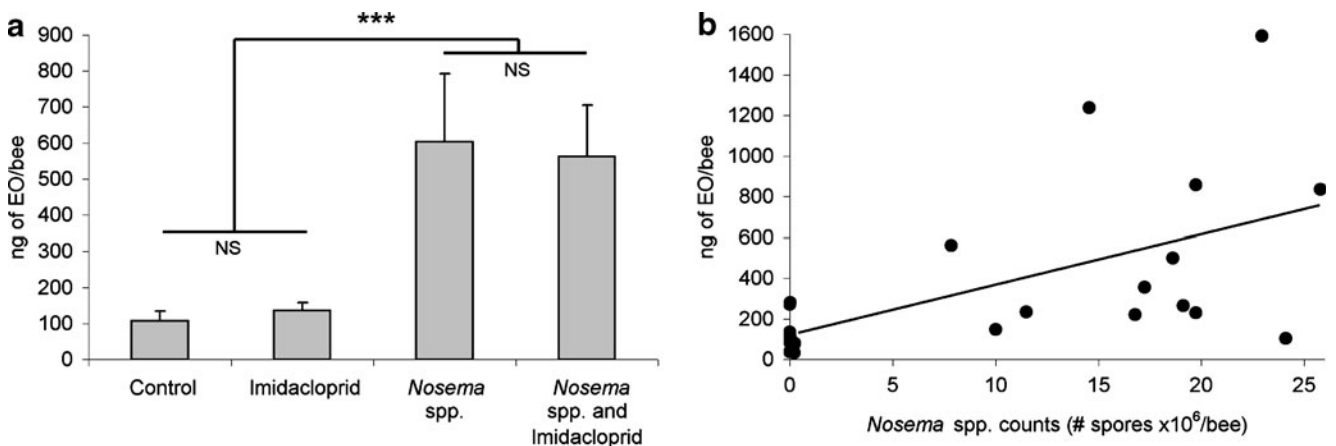 a
***
NS
NS
ng of EO/bee
900
800
700
600
500
400
300
200
100
0
Control
Imidacloprid
Nosema
spp.
Nosema
spp. and
Imidacloprid
b
ng of EO/bee
1600
1400
1200
1000
800
600
400
200
0
0 5 10 15 20 25
Nosema spp. counts (# spores x10⁶/bee)